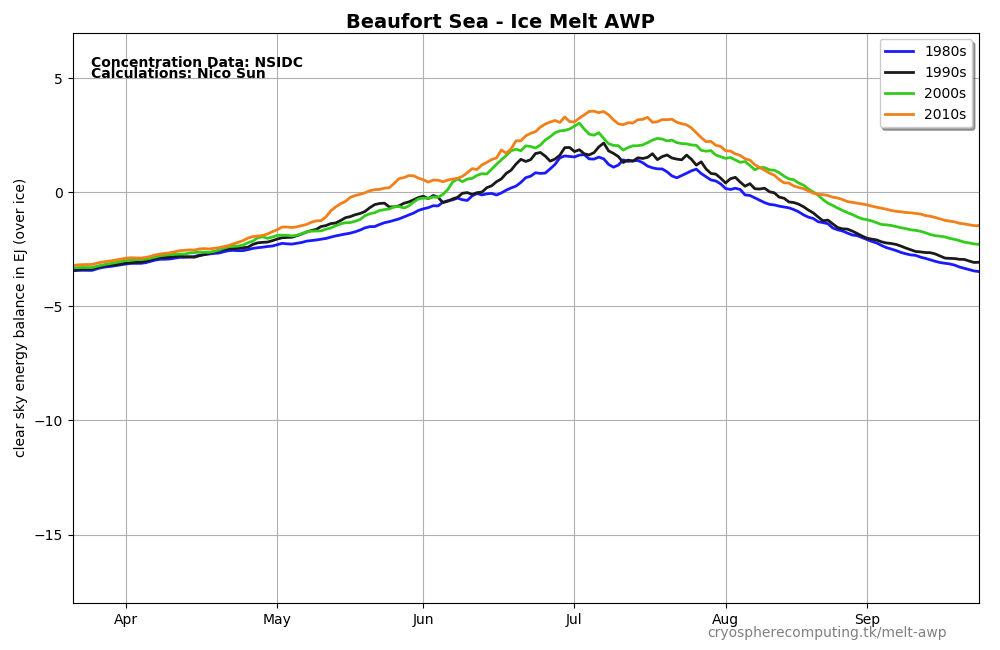 Beaufort Sea - Ice Melt AWP
Concentration Data: NSIDC
Calculations: Nico Sun
1980s
1990s
2000s
2010s
clear sky energy balance in EJ (over ice)
5
0
−5
−10
−15
Apr May Jun Jul Aug Sep
cryospherecomputing.tk/melt-awp